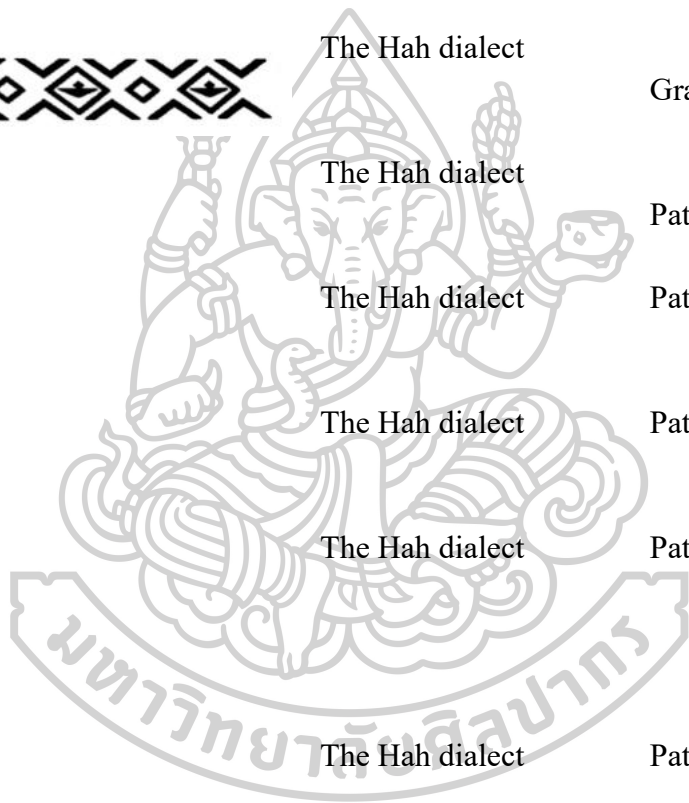 The Hah dialect
Gra
The Hah dialect
Pat
The Hah dialect Pat
The Hah dialect Pat
The Hah dialect Pat
มหาวิทยาลัยศิลปากร
The Hah dialect Pat